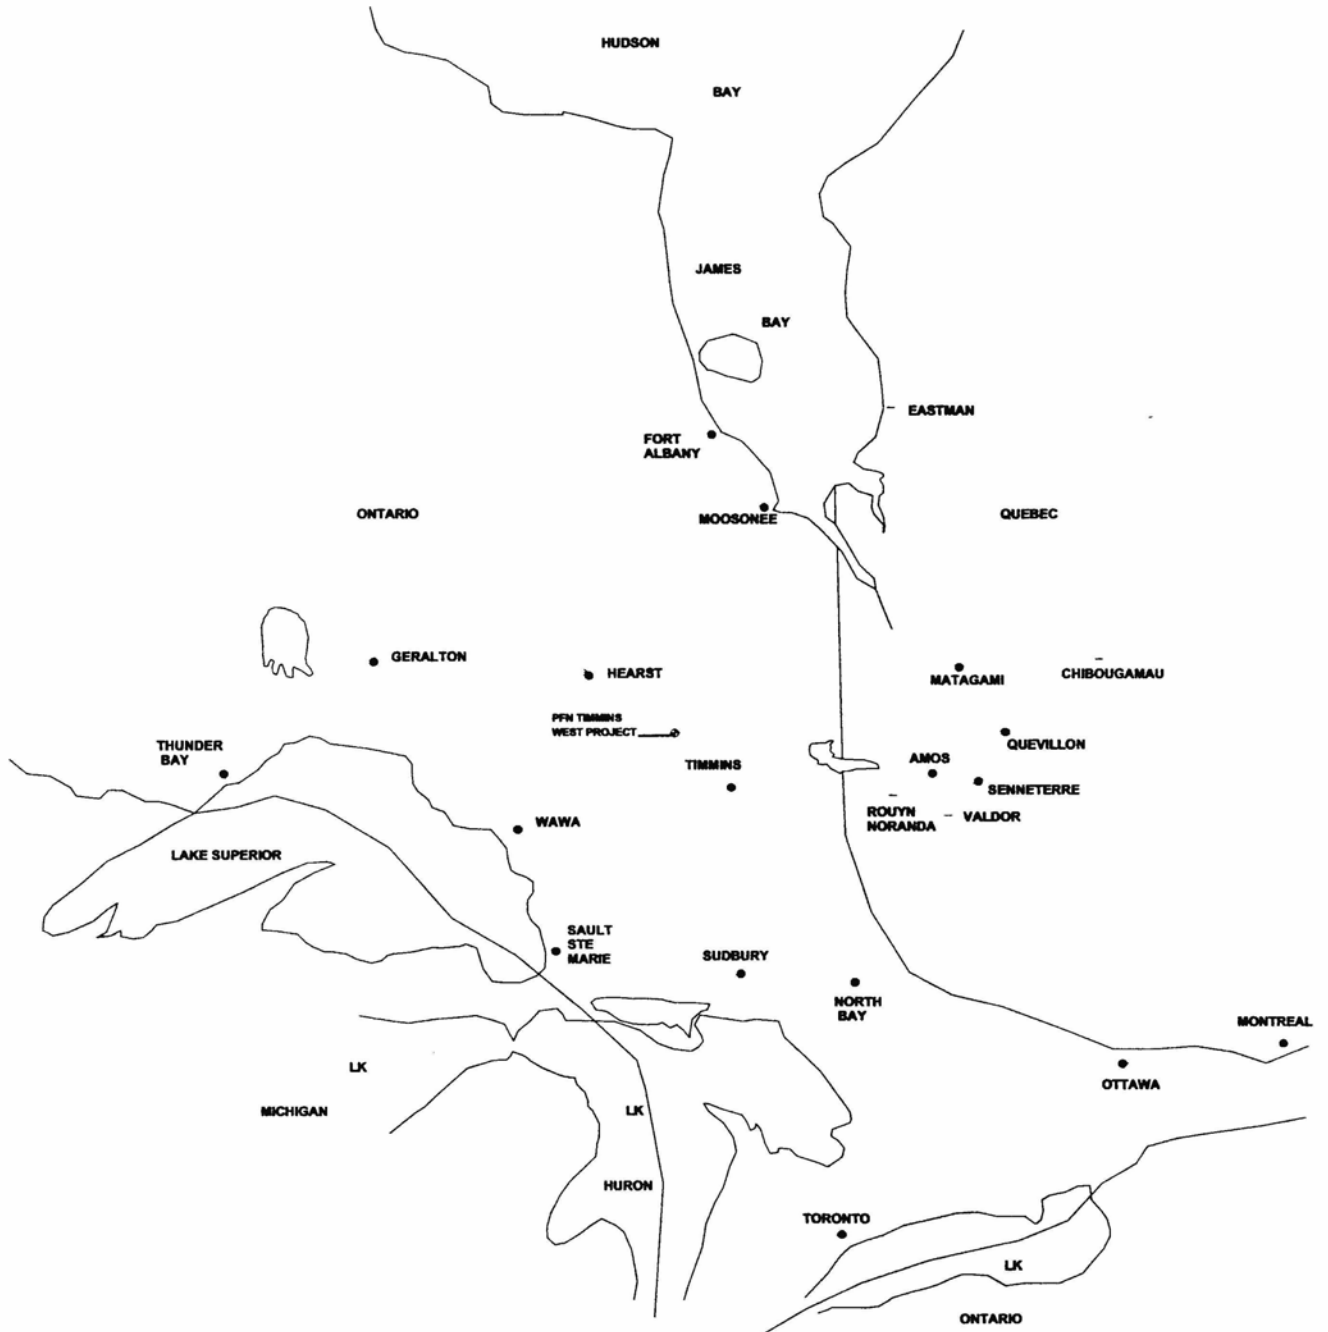 HUDSON
BAY
JAMES
BAY
EASTMAN
FORT
ALBANY
ONTARIO
MOOSONEE
QUEBEC
GERALTON
HEARST
MATAGAMI
CHIBOUGAMAU
PFN TIMMINS
WEST PROJECT
THUNDER
BAY
TIMMINS
QUEVILLON
AMOS
SENNETERRE
ROUYN
NORANDA
VALDOR
WAWA
LAKE SUPERIOR
SAULT
STE
MARIE
SUDBURY
NORTH
BAY
MONTREAL
LK
MICHIGAN
OTTAWA
LK
HURON
TORONTO
LK
ONTARIO